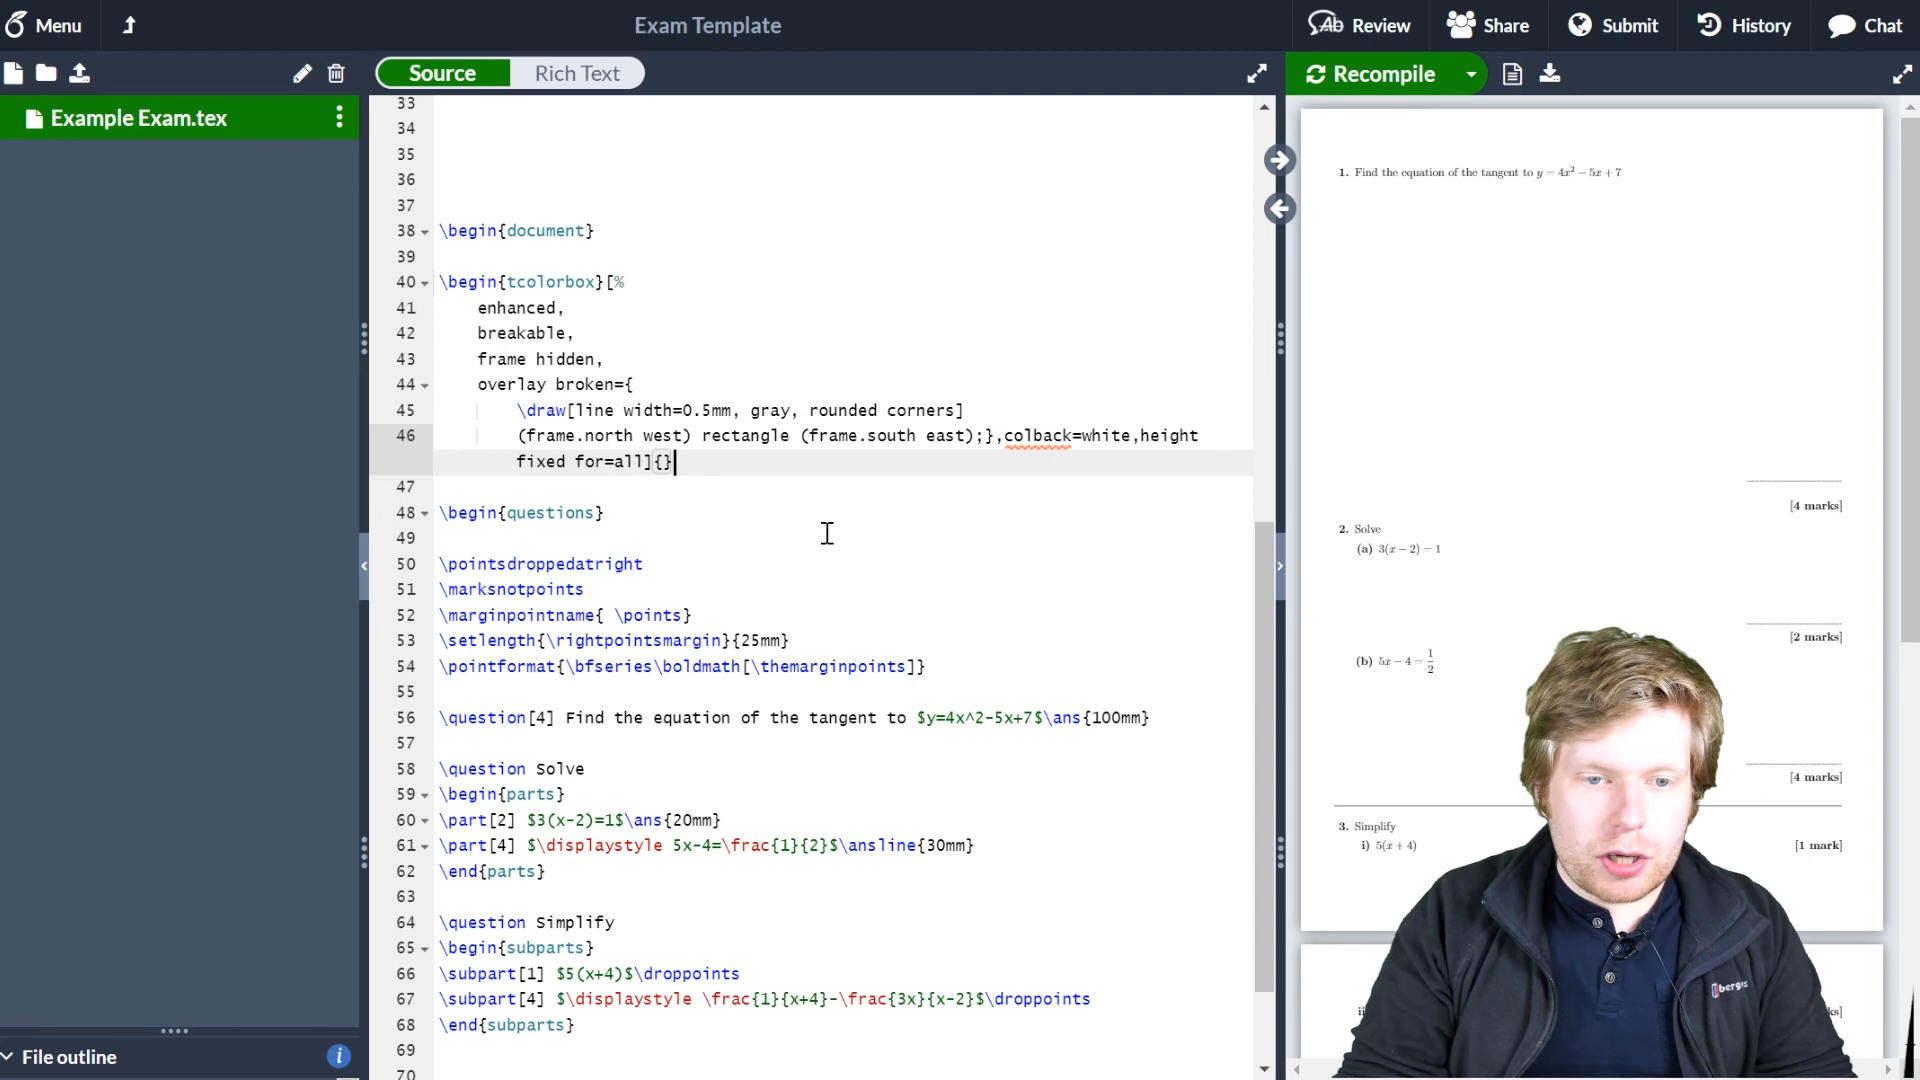 Menu
Exam Template
Review
Share
Submit
History
Chat
Source
Rich Text
Recompile
Example Exam.tex
File outline
33
34
35
36
37
38 \begin{document}
39
40 \begin{tcolorbox}[%
41 enhanced,
42 breakable,
43 frame hidden,
44 overlay broken={
45 \draw[line width=0.5mm, gray, rounded corners]
46 (frame.north west) rectangle (frame.south east);},colback=white,height
fixed for=all]{}
47
48 \begin{questions}
49
50 \pointsdroppedatright
51 \marksnotpoints
52 \marginpointname{ \points}
53 \setlength{\rightpointsmargin}{25mm}
54 \pointformat{\bfseries\boldmath[\themarginpoints]}
55
56 \question[4] Find the equation of the tangent to $y=4x^2-5x+7$\ans{100mm}
57
58 \question Solve
59 \begin{parts}
60 \part[2] $3(x-2)=1$\ans{20mm}
61 \part[4] $\displaystyle 5x-4=\frac{1}{2}$\ansline{30mm}
62 \end{parts}
63
64 \question Simplify
65 \begin{subparts}
66 \subpart[1] $5(x+4)$\droppoints
67 \subpart[4] $\displaystyle \frac{1}{x+4}-\frac{3x}{x-2}$\droppoints
68 \end{subparts}
69
70
1. Find the equation of the tangent to y = 4x² − 5x + 7
[4 marks]
2. Solve
(a) 3(x − 2) = 1
[2 marks]
(b) 5x − 4 = 1/2
[4 marks]
3. Simplify
i) 5(x + 4) [1 mark]
berghs